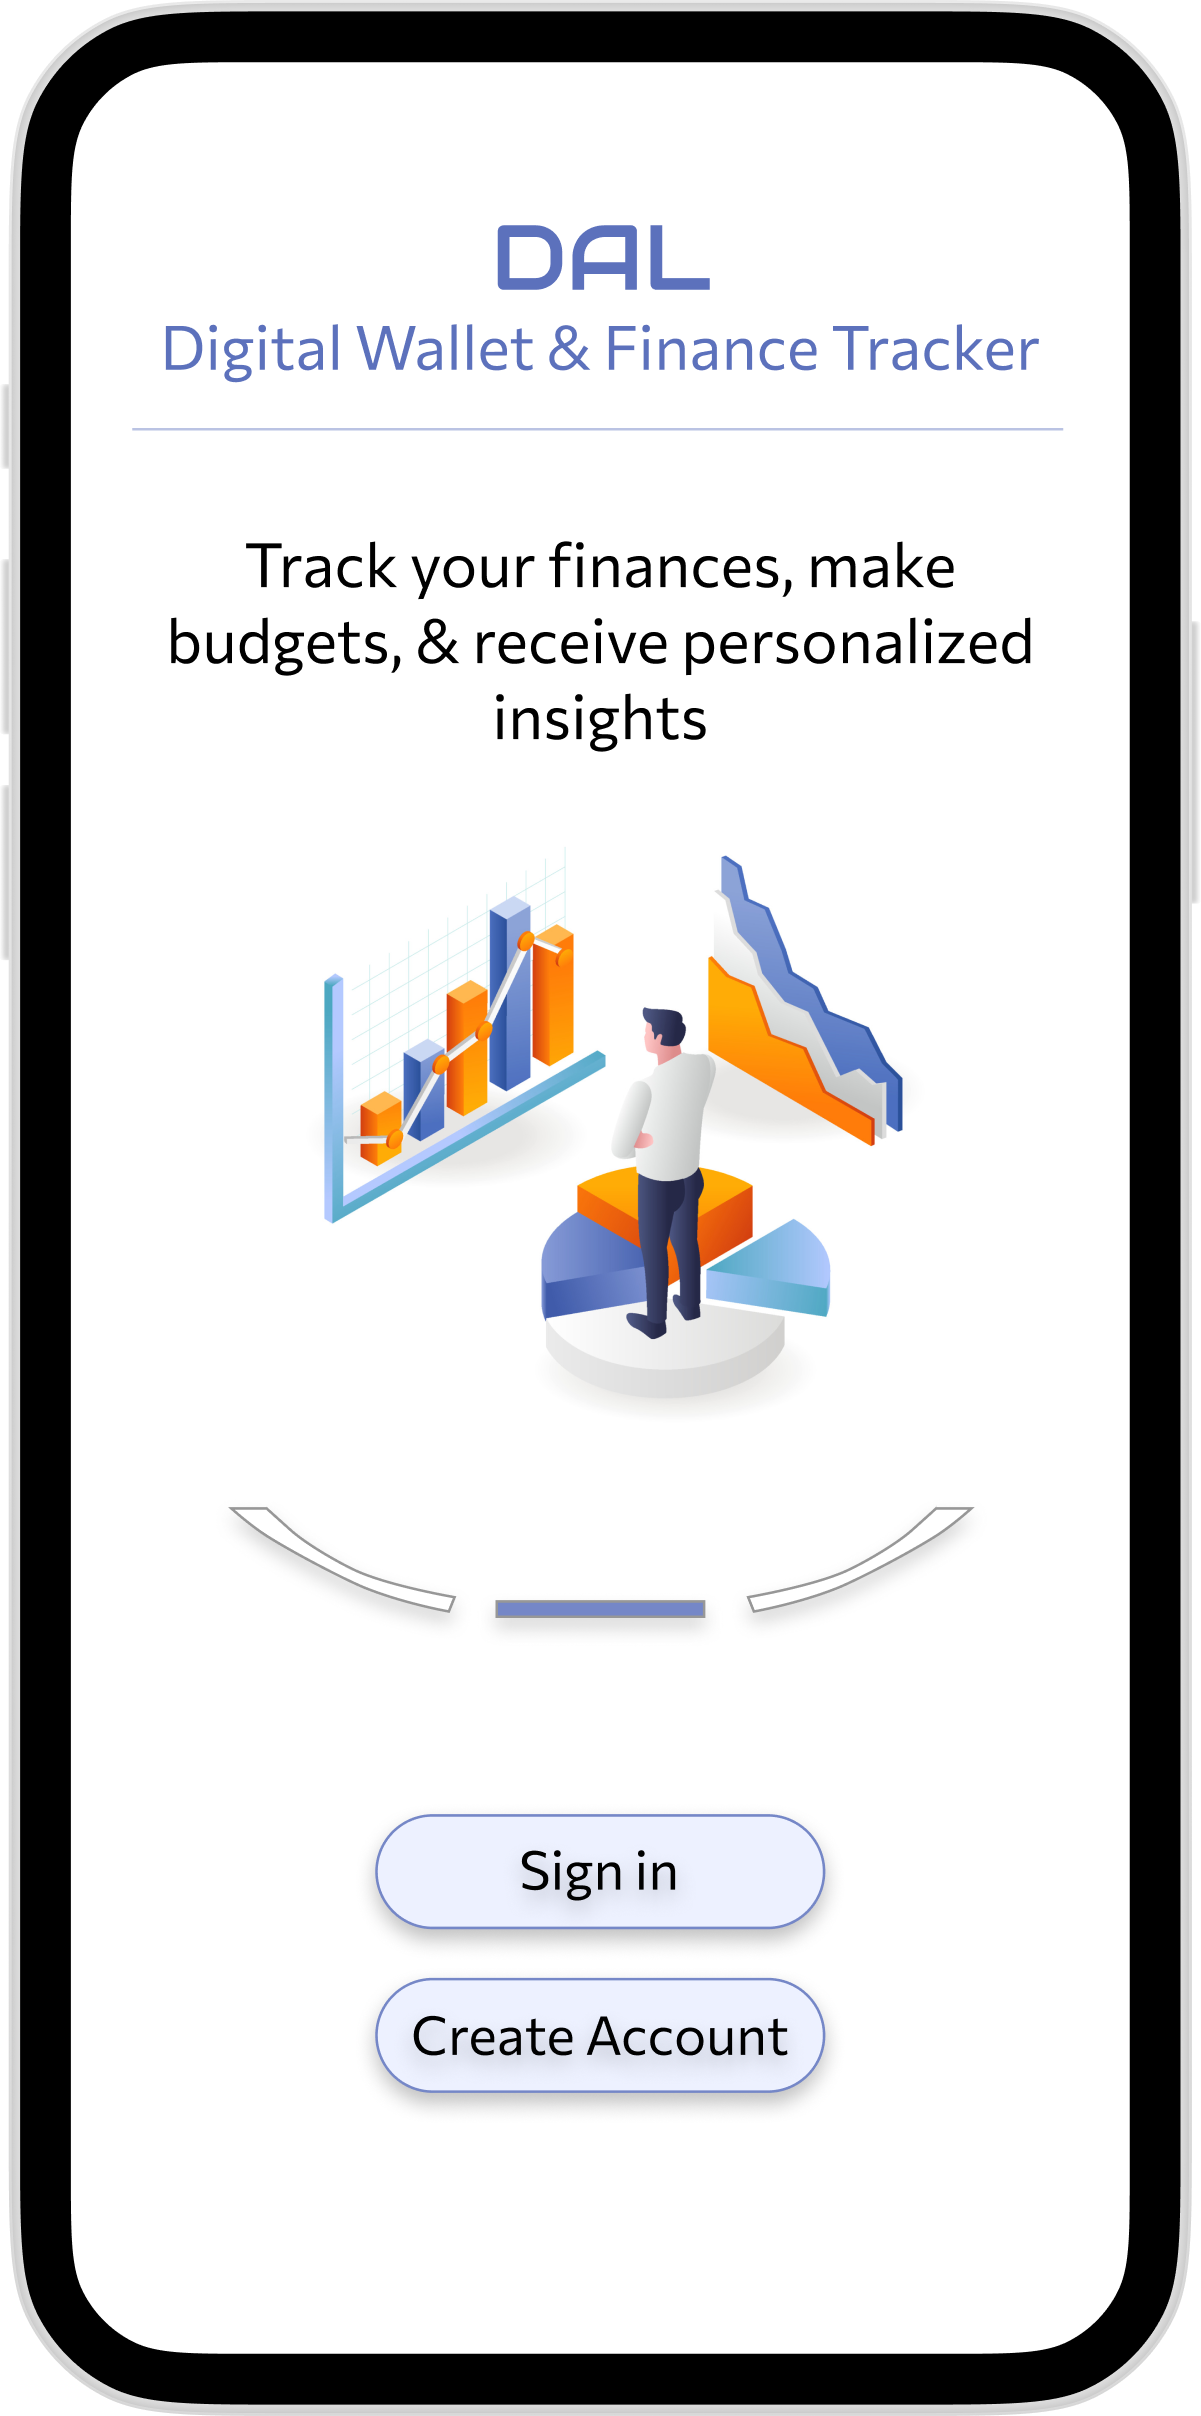 DAL
Digital Wallet & Finance Tracker
Track your finances, make
budgets, & receive personalized
insights
Sign in
Create Account